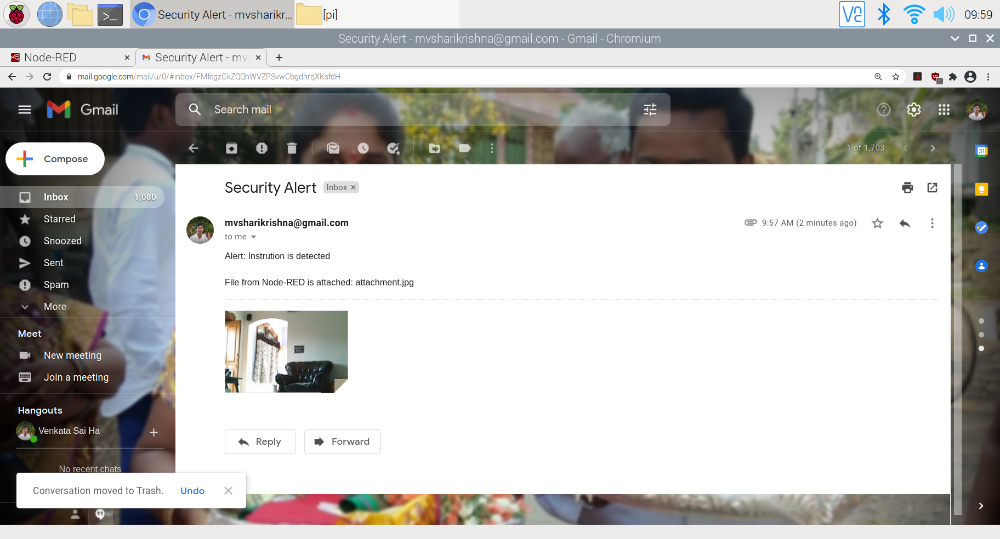 Security Alert - mvsharikr...
[pi]
09:59
Security Alert - mvsharikrishna@gmail.com - Gmail - Chromium
Node-RED
Security Alert - mvs
mail.google.com/mail/u/0/#inbox/FMfcgzGkZQQhWVZPSvwCbgdhrqXKsfdH
1
Gmail
Search mail
Compose
1 of 1,703
31
Security Alert
Inbox
Inbox
1,080
Starred
Snoozed
Sent
Spam
More
mvsharikrishna@gmail.com
9:57 AM (2 minutes ago)
to me
Alert: Instrution is detected
File from Node-RED is attached: attachment.jpg
Meet
New meeting
Join a meeting
Hangouts
Venkata Sai Ha
No recent chats
Reply
Forward
Conversation moved to Trash.
Undo